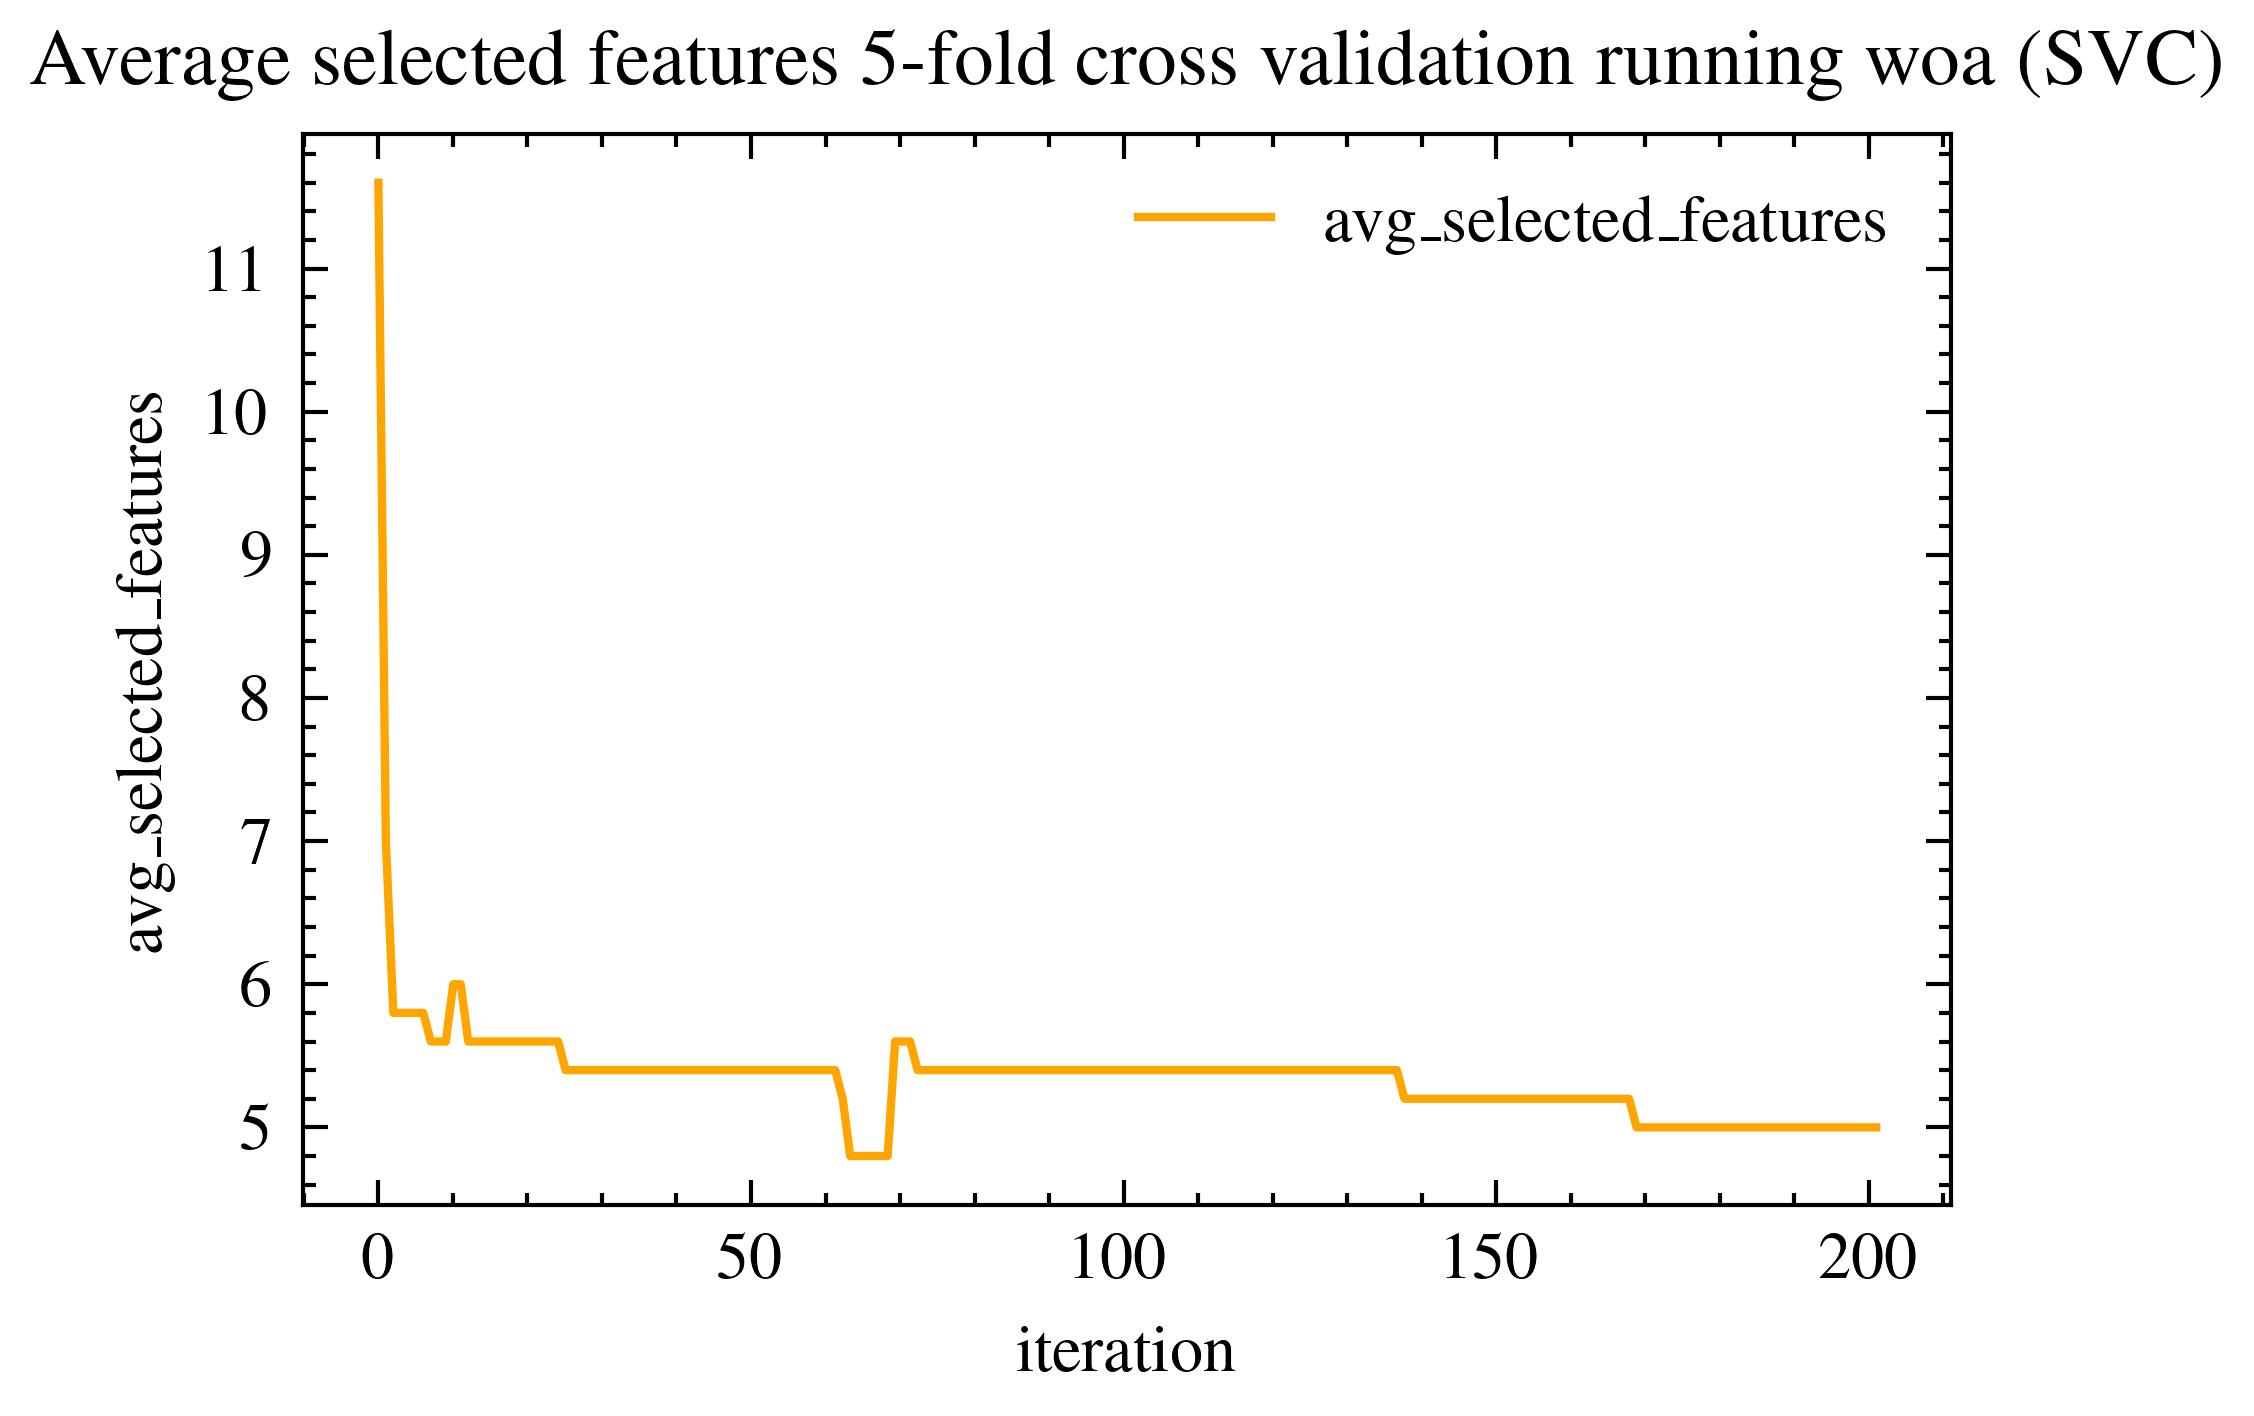 Average selected features 5-fold cross validation running woa (SVC)
avg_selected_features
11
10
9
8
7
6
5
avg_selected_features
0 50 100 150 200
iteration